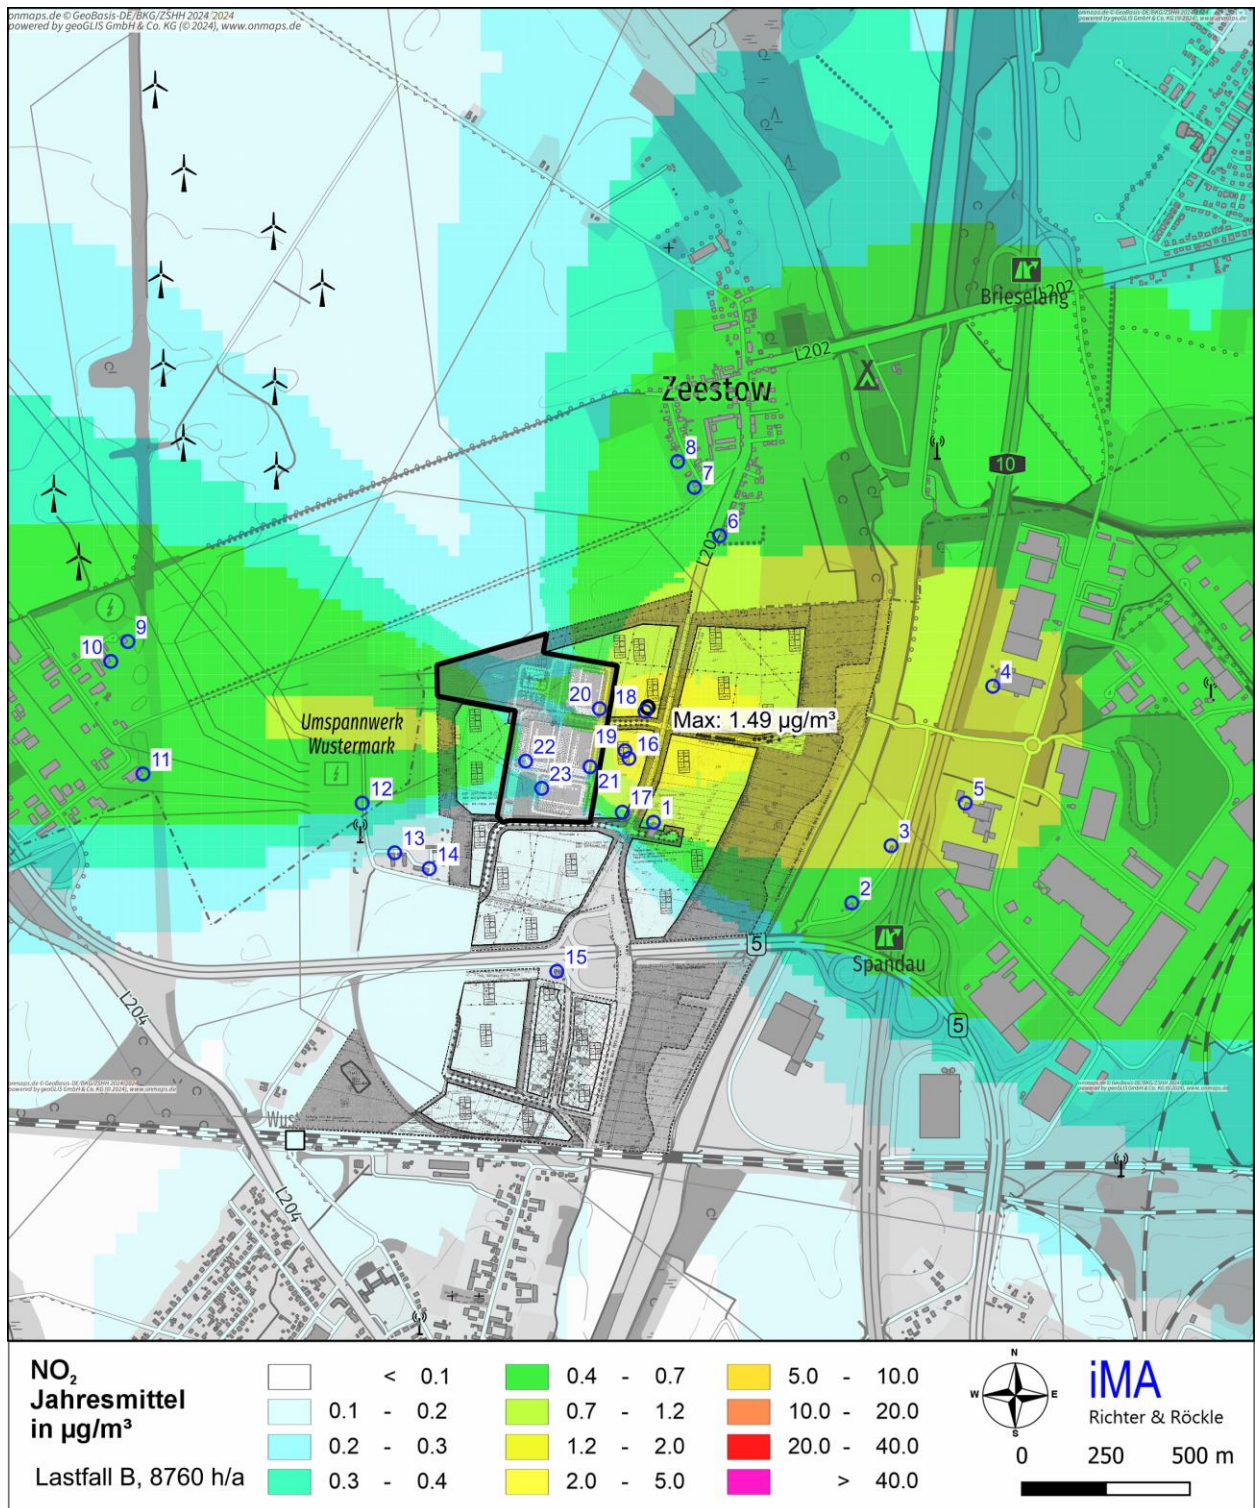 onmaps.de © GeoBasis-DE/BKG/ZSHH 2024 2024
powered by geoGLIS GmbH & Co. KG (© 2024), www.onmaps.de
Brieselang
L202
L202
Zeestow
8
7
10
6
L202
9
10
4
Umspannwerk
Wustermark
20
18
Max: 1.49 µg/m³
19
16
22
11
23
21
12
17
1
5
3
13
14
2
5
Spandau
15
5
L204
Wust
L204
NO2
Jahresmittel
in µg/m³
Lastfall B, 8760 h/a
< 0.1
0.1 - 0.2
0.2 - 0.3
0.3 - 0.4
0.4 - 0.7
0.7 - 1.2
1.2 - 2.0
2.0 - 5.0
5.0 - 10.0
10.0 - 20.0
20.0 - 40.0
> 40.0
N
W
E
S
iMA
Richter & Röckle
0 250 500 m